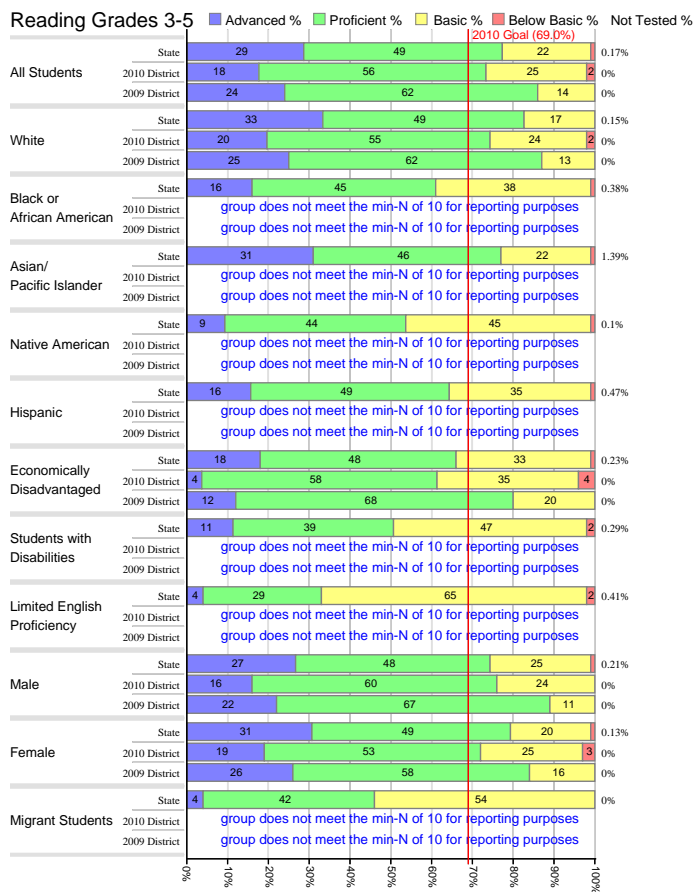 Reading Grades 3-5 Advanced % Proficient % Basic % Below Basic % Not Tested %
2010 Goal (69.0%)
All Students
State 29 49 22 0.17%
2010 District 18 56 25 2 0%
2009 District 24 62 14 0%
White
State 33 49 17 0.15%
2010 District 20 55 24 2 0%
2009 District 25 62 13 0%
Black or
African American
State 16 45 38 0.38%
2010 District group does not meet the min-N of 10 for reporting purposes
2009 District group does not meet the min-N of 10 for reporting purposes
Asian/
Pacific Islander
State 31 46 22 1.39%
2010 District group does not meet the min-N of 10 for reporting purposes
2009 District group does not meet the min-N of 10 for reporting purposes
Native American
State 9 44 45 0.1%
2010 District group does not meet the min-N of 10 for reporting purposes
2009 District group does not meet the min-N of 10 for reporting purposes
Hispanic
State 16 49 35 0.47%
2010 District group does not meet the min-N of 10 for reporting purposes
2009 District group does not meet the min-N of 10 for reporting purposes
Economically
Disadvantaged
State 18 48 33 0.23%
2010 District 4 58 35 4 0%
2009 District 12 68 20 0%
Students with
Disabilities
State 11 39 47 2 0.29%
2010 District group does not meet the min-N of 10 for reporting purposes
2009 District group does not meet the min-N of 10 for reporting purposes
Limited English
Proficiency
State 4 29 65 2 0.41%
2010 District group does not meet the min-N of 10 for reporting purposes
2009 District group does not meet the min-N of 10 for reporting purposes
Male
State 27 48 25 0.21%
2010 District 16 60 24 0%
2009 District 22 67 11 0%
Female
State 31 49 20 0.13%
2010 District 19 53 25 3 0%
2009 District 26 58 16 0%
Migrant Students
State 4 42 54 0%
2010 District group does not meet the min-N of 10 for reporting purposes
2009 District group does not meet the min-N of 10 for reporting purposes
0% 10% 20% 30% 40% 50% 60% 70% 80% 90% 100%